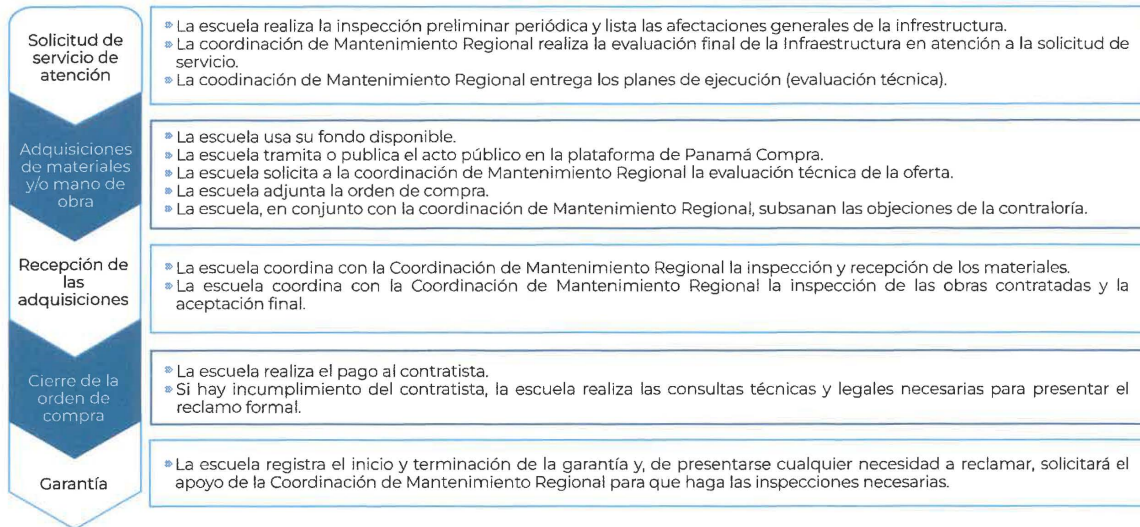 Solicitud de
servicio de
atención
» La escuela realiza la inspección preliminar periódica y lista las afectaciones generales de la infrestructura.
» La coordinación de Mantenimiento Regional realiza la evaluación final de la Infraestructura en atención a la solicitud de
servicio.
» La coodinación de Mantenimiento Regional entrega los planes de ejecución (evaluación técnica).
Adquisiciones
de materiales
y/o mano de
obra
» La escuela usa su fondo disponible.
» La escuela tramita o publica el acto público en la plataforma de Panamá Compra.
» La escuela solicita a la coordinación de Mantenimiento Regional la evaluación técnica de la oferta.
» La escuela adjunta la orden de compra.
» La escuela, en conjunto con la coordinación de Mantenimiento Regional, subsanan las objeciones de la contraloría.
Recepción de
las
adquisiciones
» La escuela coordina con la Coordinación de Mantenimiento Regional la inspección y recepción de los materiales.
» La escuela coordina con la Coordinación de Mantenimiento Regional la inspección de las obras contratadas y la
aceptación final.
Cierre de la
orden de
compra
» La escuela realiza el pago al contratista.
» Si hay incumplimiento del contratista, la escuela realiza las consultas técnicas y legales necesarias para presentar el
reclamo formal.
Garantía
» La escuela registra el inicio y terminación de la garantía y, de presentarse cualquier necesidad a reclamar, solicitará el
apoyo de la Coordinación de Mantenimiento Regional para que haga las inspecciones necesarias.